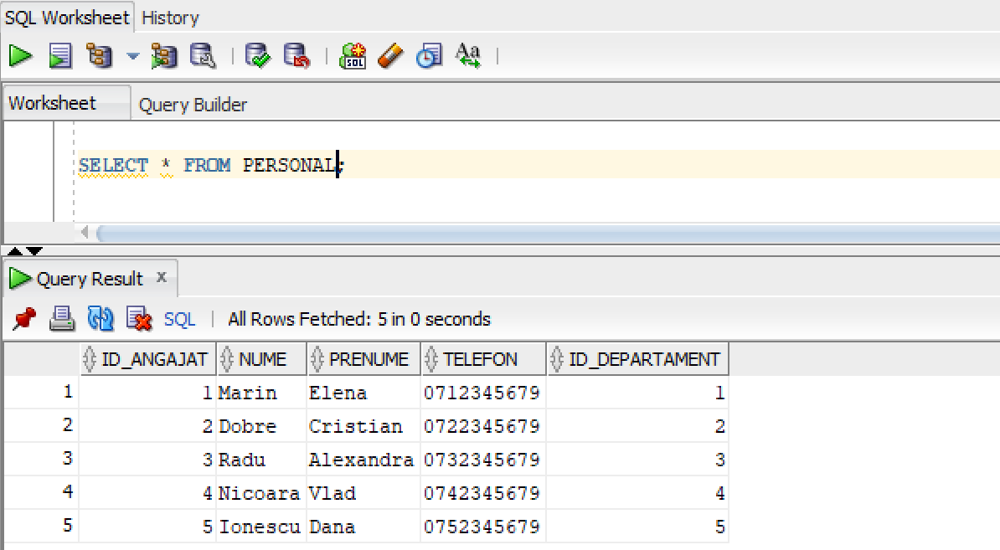 SQL Worksheet History
SQL Aa
Worksheet Query Builder
SELECT * FROM PERSONAL;
Query Result x
SQL All Rows Fetched: 5 in 0 seconds
ID_ANGAJAT NUME PRENUME TELEFON ID_DEPARTAMENT
1 1 Marin Elena 0712345679 1
2 2 Dobre Cristian 0722345679 2
3 3 Radu Alexandra 0732345679 3
4 4 Nicoara Vlad 0742345679 4
5 5 Ionescu Dana 0752345679 5